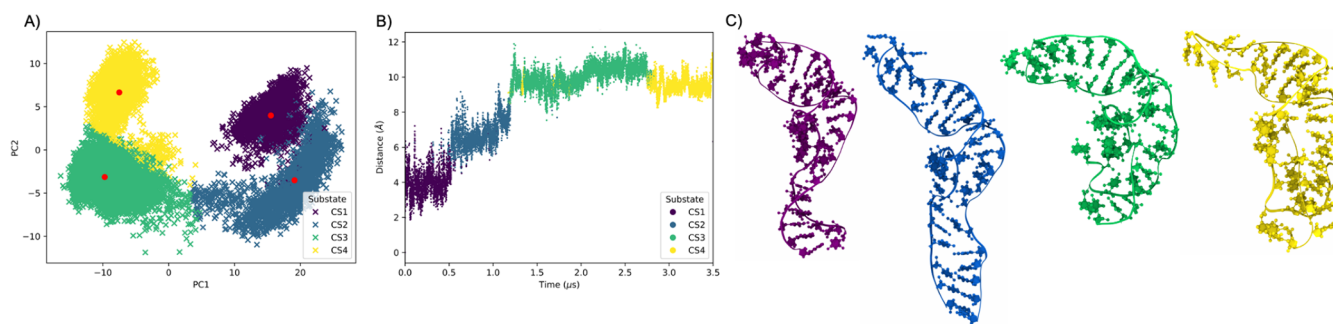 A)
10
5
0
−5
−10
PC2
−10
0
10
20
PC1
Substate
CS1
CS2
CS3
CS4
B)
12
10
8
6
4
2
0
Distance (Å)
0.0
0.5
1.0
1.5
2.0
2.5
3.0
3.5
Time (μs)
Substate
CS1
CS2
CS3
CS4
C)